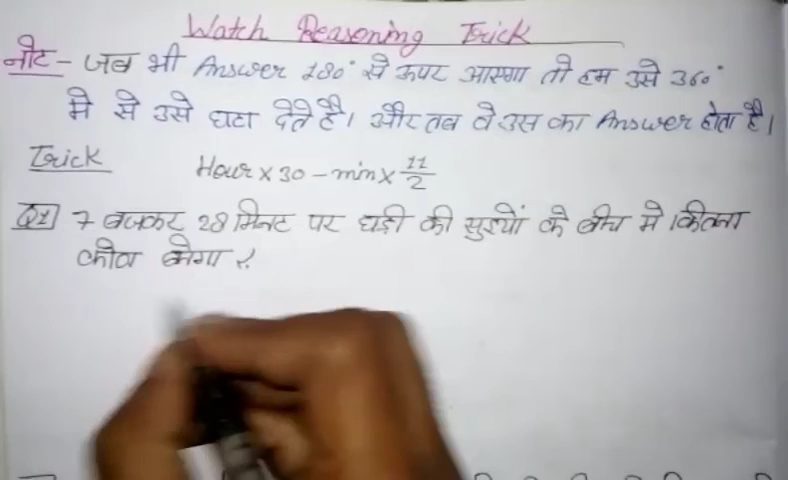 Watch Reasoning Trick
नोट - जब भी Answer 180° से ऊपर आएगा तो हम उसे 360°
मे से उसे घटा देते है। और तब वे उस का Answer होता है।
Trick Hour × 30 - min × 11/2
Q1 7 बजकर 28 मिनट पर घड़ी की सुइयों के बीच मे कितना
कोण बनेगा ?